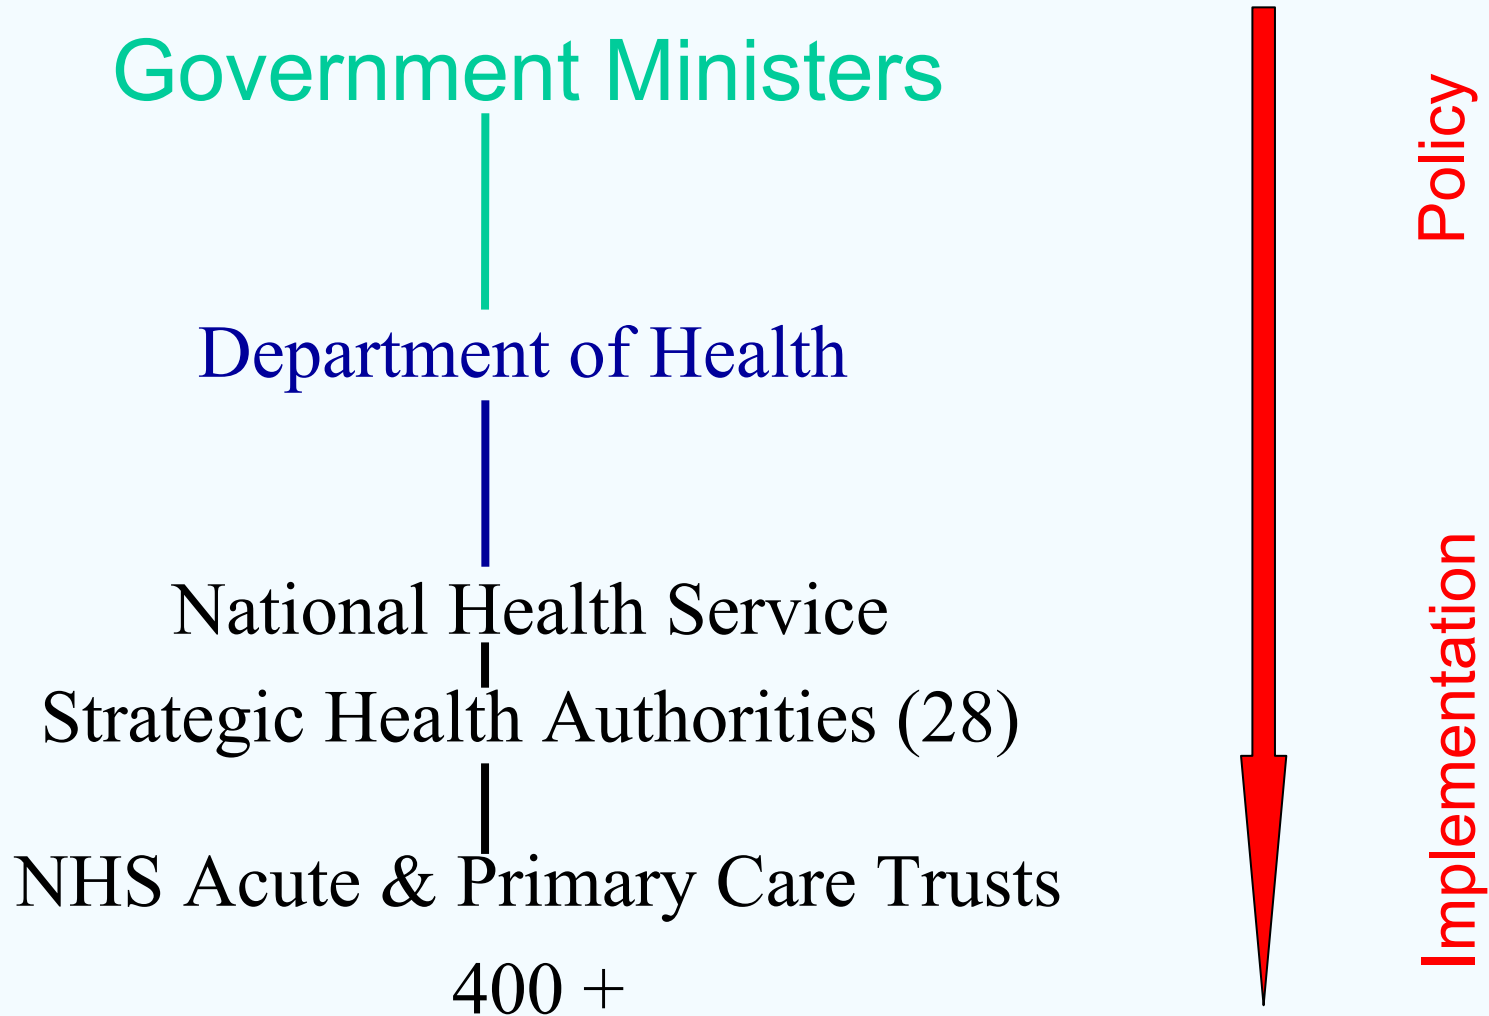 Government Ministers
Department of Health
National Health Service
Strategic Health Authorities (28)
NHS Acute & Primary Care Trusts
400 +
Policy
Implementation